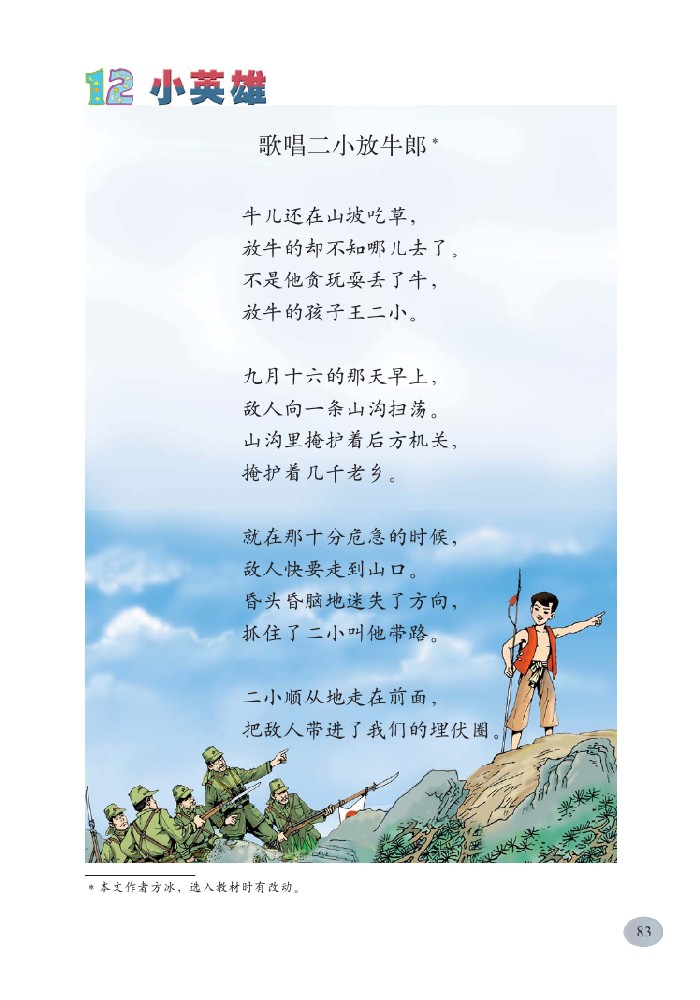 12 小英雄
歌唱二小放牛郎*
牛儿还在山坡吃草，
放牛的却不知哪儿去了。
不是他贪玩耍丢了牛，
放牛的孩子王二小。
九月十六的那天早上，
敌人向一条山沟扫荡。
山沟里掩护着后方机关，
掩护着几千老乡。
就在那十分危急的时候，
敌人快要走到山口。
昏头昏脑地迷失了方向，
抓住了二小叫他带路。
二小顺从地走在前面，
把敌人带进了我们的埋伏圈。
* 本文作者方冰，选入教材时有改动。
83